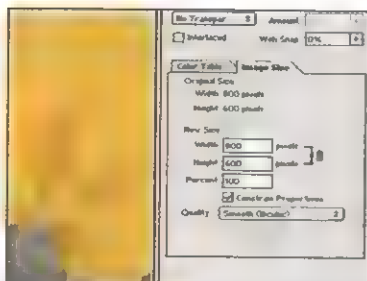 No Transpar Amount
Interlaced Web Snap 0%
Color Table Image Size
Original Size
Width 800 pixels
Height 600 pixels
New Size
Width 800 pixels
Height 600 pixels
Percent 100
Constrain Proportions
Quality Smooth (Bicubic)